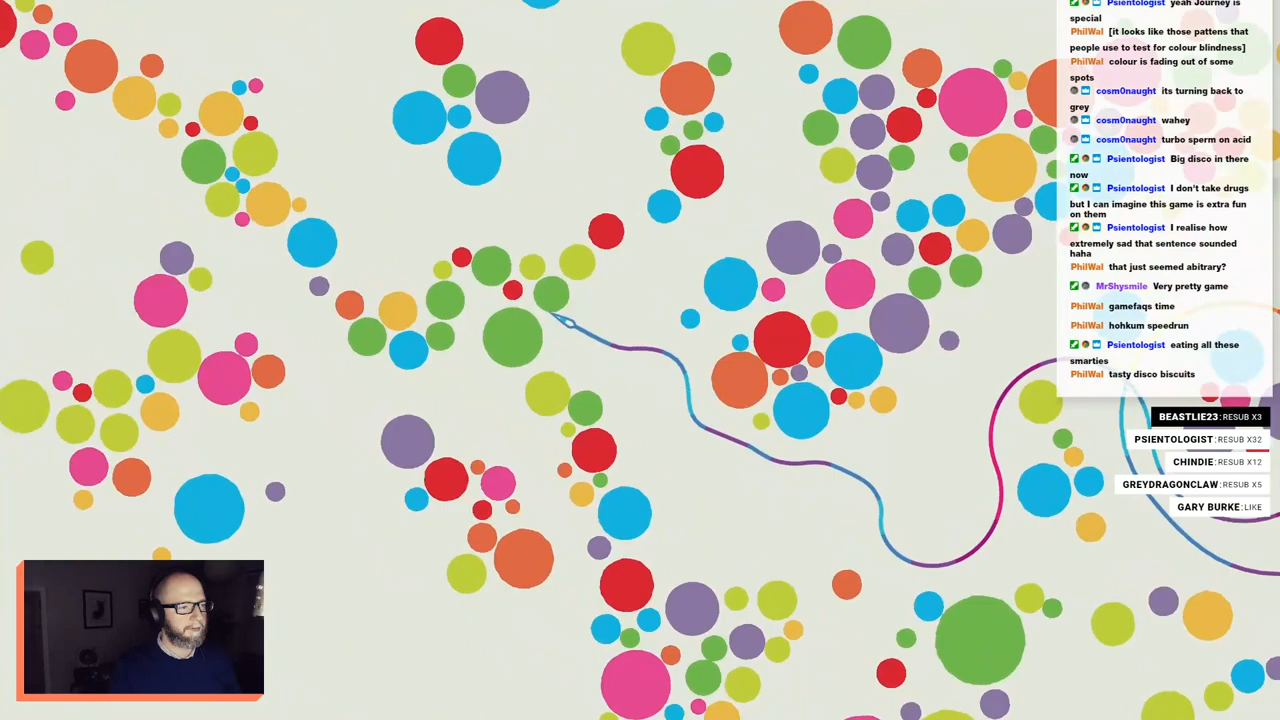 Psientologist yeah Journey is
special
PhilWal [it looks like those pattens that
people use to test for colour blindness]
PhilWal colour is fading out of some
spots
cosm0naught its turning back to
grey
cosm0naught wahey
cosm0naught turbo sperm on acid
Psientologist Big disco in there
now
Psientologist I don't take drugs
but I can imagine this game is extra fun
on them
Psientologist I realise how
extremely sad that sentence sounded
haha
PhilWal that just seemed abitrary?
MrShysmile Very pretty game
PhilWal gamefaqs time
PhilWal hohkum speedrun
Psientologist eating all these
smarties
PhilWal tasty disco biscuits
BEASTLIE23: RESUB X3
PSIENTOLOGIST: RESUB X32
CHINDIE: RESUB X12
GREYDRAGONCLAW: RESUB X5
GARY BURKE: LIKE